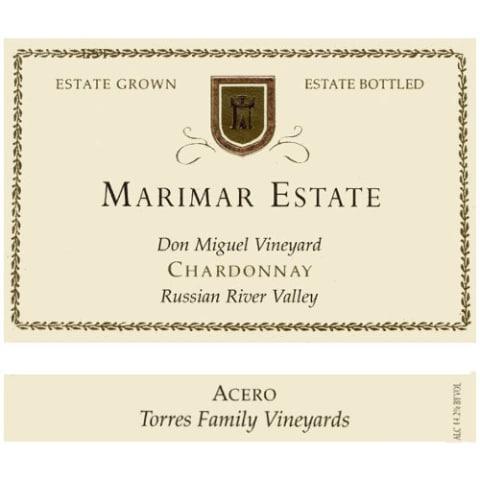 ESTATE GROWN ESTATE BOTTLED
MARIMAR ESTATE
Don Miguel Vineyard
CHARDONNAY
Russian River Valley
ACERO
Torres Family Vineyards
ALC 14.2% BY VOL